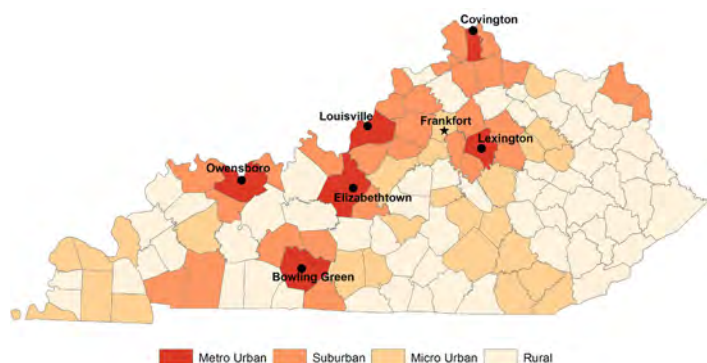 Covington
Louisville
Frankfort
Lexington
Owensboro
Elizabethtown
Bowling Green
Metro Urban
Suburban
Micro Urban
Rural